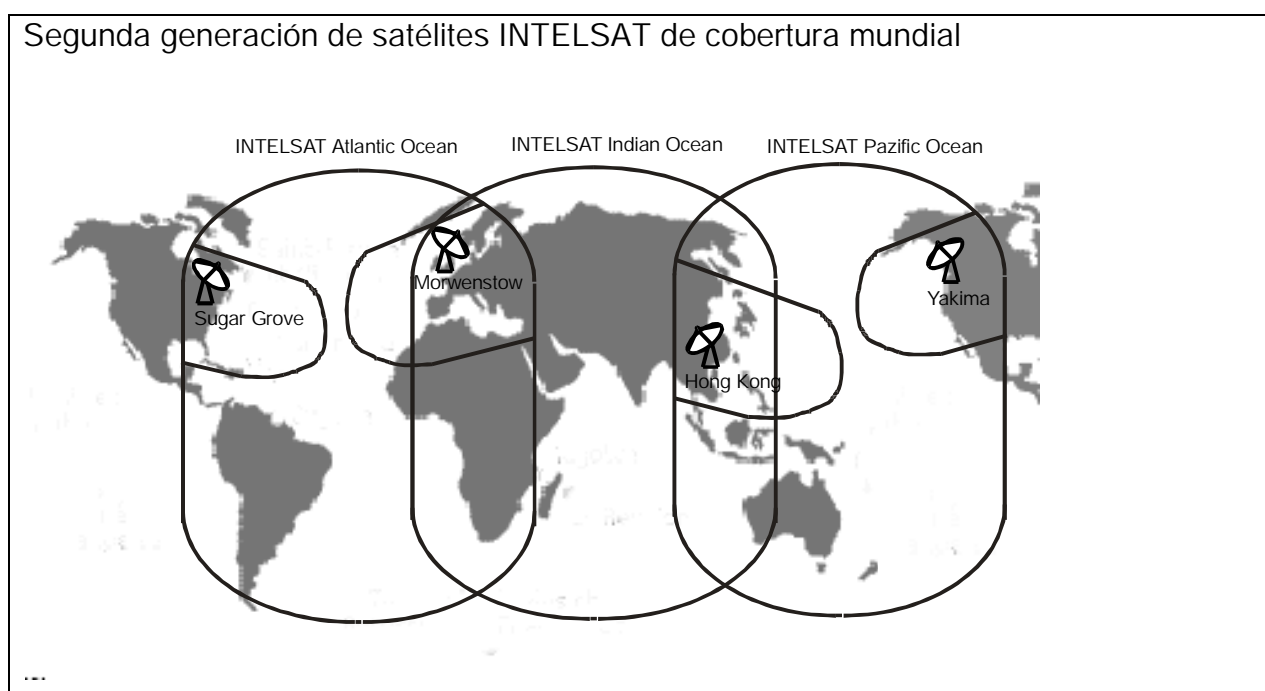 Segunda generación de satélites INTELSAT de cobertura mundial
INTELSAT Atlantic Ocean
INTELSAT Indian Ocean
INTELSAT Pazific Ocean
Morwenstow
Sugar Grove
Yakima
Hong Kong